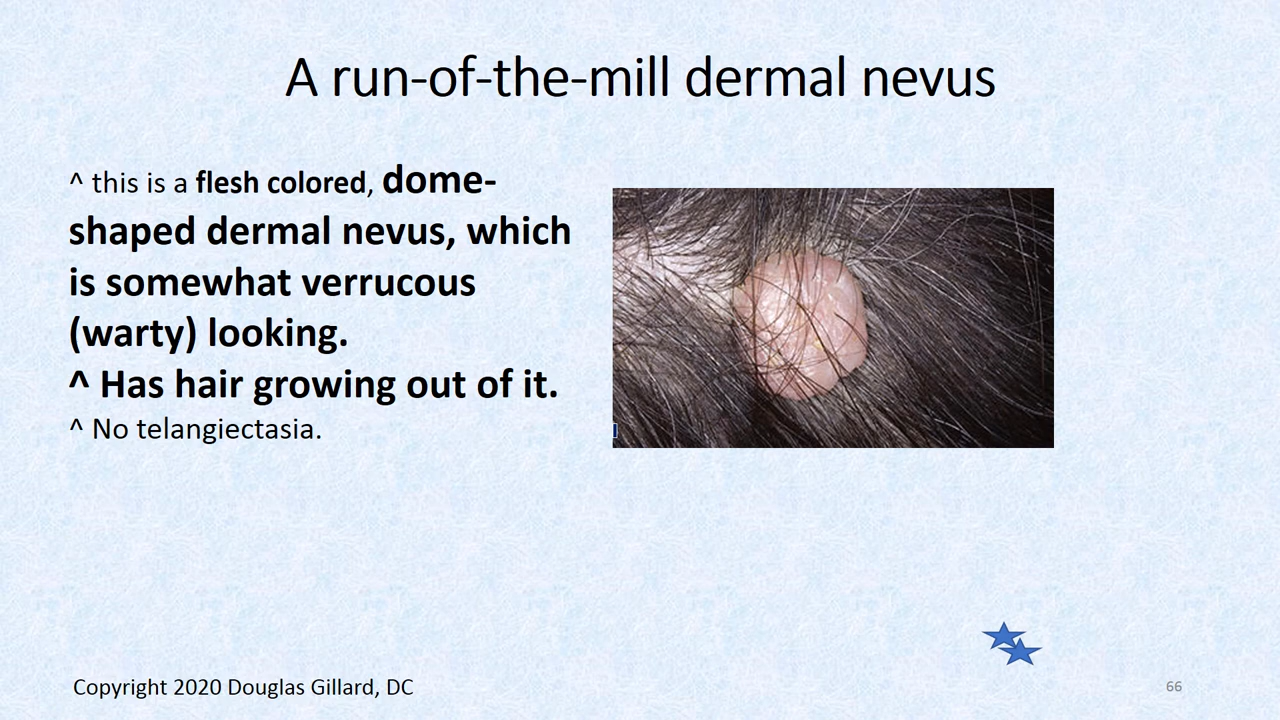 A run-of-the-mill dermal nevus
^ this is a flesh colored, dome-
shaped dermal nevus, which
is somewhat verrucous
(warty) looking.
^ Has hair growing out of it.
^ No telangiectasia.
Copyright 2020 Douglas Gillard, DC
66